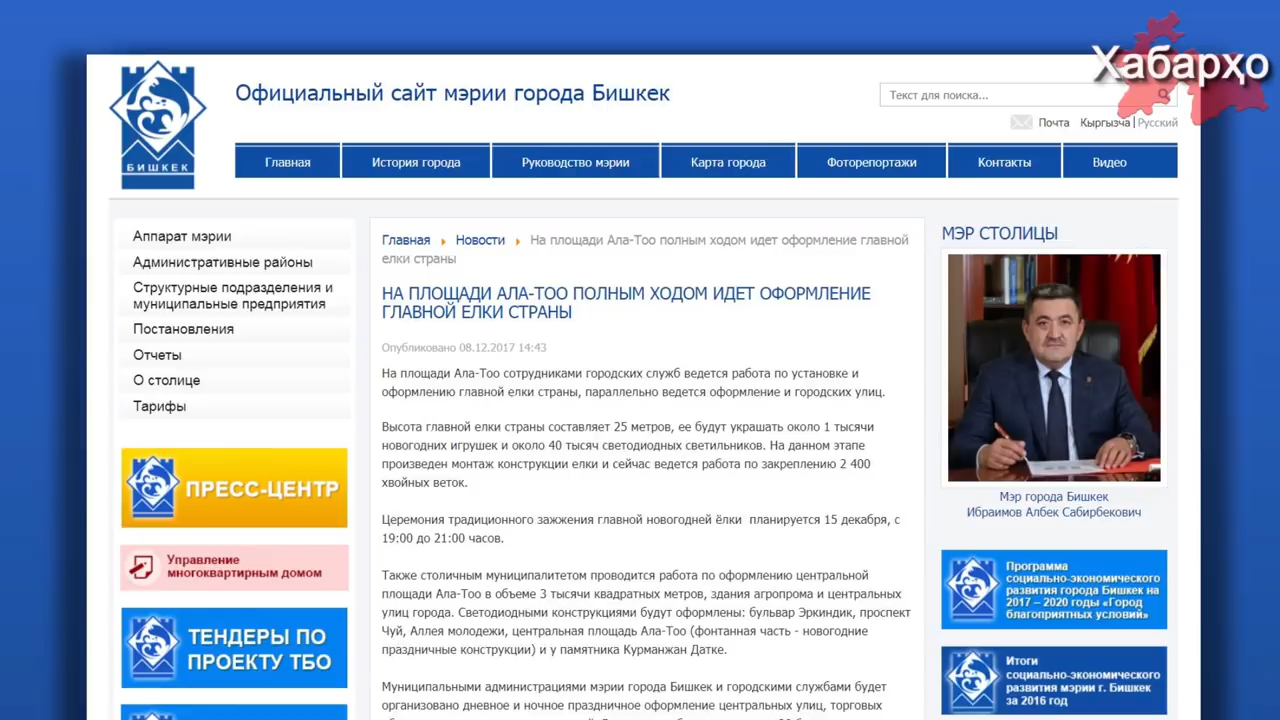 Хабарҳо
БИШКЕК
Официальный сайт мэрии города Бишкек
Текст для поиска...
Почта Кыргызча | Русский
Главная История города Руководство мэрии Карта города Фоторепортажи Контакты Видео
Аппарат мэрии
Административные районы
Структурные подразделения и
муниципальные предприятия
Постановления
Отчеты
О столице
Тарифы
ПРЕСС-ЦЕНТР
Управление
многоквартирным домом
ТЕНДЕРЫ ПО
ПРОЕКТУ ТБО
Главная Новости На площади Ала-Тоо полным ходом идет оформление главной
елки страны
НА ПЛОЩАДИ АЛА-ТОО ПОЛНЫМ ХОДОМ ИДЕТ ОФОРМЛЕНИЕ
ГЛАВНОЙ ЕЛКИ СТРАНЫ
Опубликовано 08.12.2017 14:43
На площади Ала-Тоо сотрудниками городских служб ведется работа по установке и
оформлению главной елки страны, параллельно ведется оформление и городских улиц.
Высота главной елки страны составляет 25 метров, ее будут украшать около 1 тысячи
новогодних игрушек и около 40 тысяч светодиодных светильников. На данном этапе
произведен монтаж конструкции елки и сейчас ведется работа по закреплению 2 400
хвойных веток.
Церемония традиционного зажжения главной новогодней ёлки планируется 15 декабря, с
19:00 до 21:00 часов.
Также столичным муниципалитетом проводится работа по оформлению центральной
площади Ала-Тоо в объеме 3 тысячи квадратных метров, здания агропрома и центральных
улиц города. Светодиодными конструкциями будут оформлены: бульвар Эркиндик, проспект
Чуй, Аллея молодежи, центральная площадь Ала-Тоо (фонтанная часть - новогодние
праздничные конструкции) и у памятника Курманжан Датке.
Муниципальными администрациями мэрии города Бишкек и городскими службами будет
организовано дневное и ночное праздничное оформление центральных улиц, торговых
МЭР СТОЛИЦЫ
Мэр города Бишкек
Ибраимов Албек Сабирбекович
Программа
социально-экономического
развития города Бишкек на
2017 – 2020 годы «Город
благоприятных условий»
Итоги
социально-экономического
развития мэрии г. Бишкек
за 2016 год